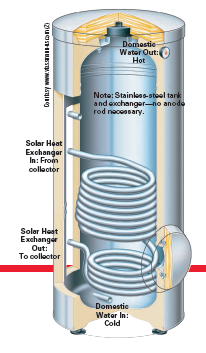 Domestic
Water Out:
Hot
Note: Stainless-steel tank
and exchanger—no anode
rod necessary.
Solar Heat
Exchanger
In: From
collector
Solar Heat
Exchanger
Out:
To collector
Domestic
Water In:
Cold